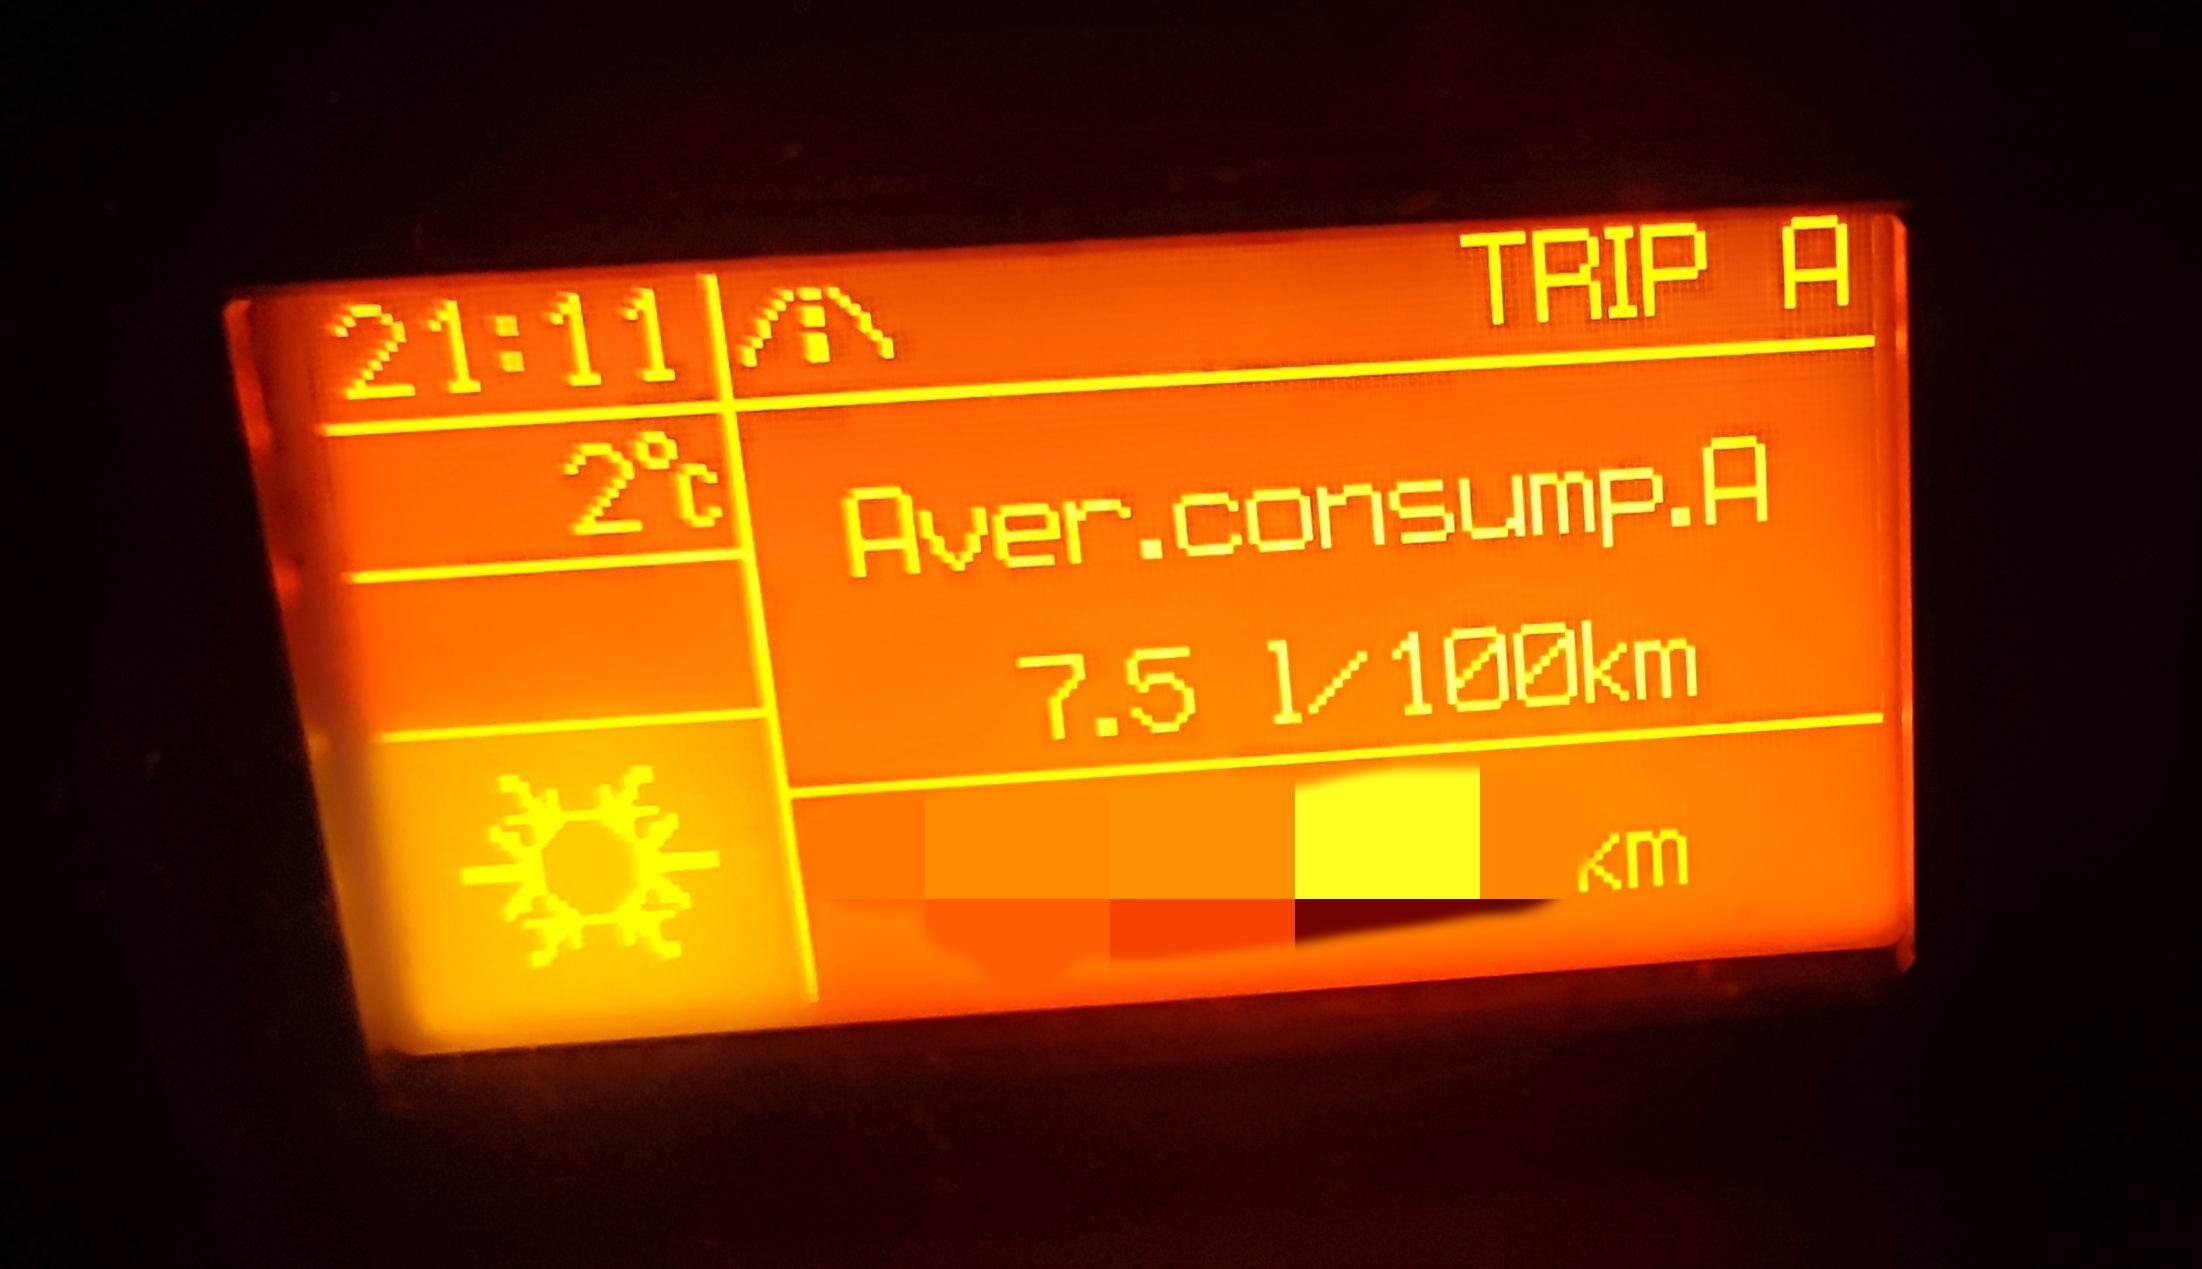 21:11
TRIP A
2°C
Aver.consump.A
7.5 l/100km
km